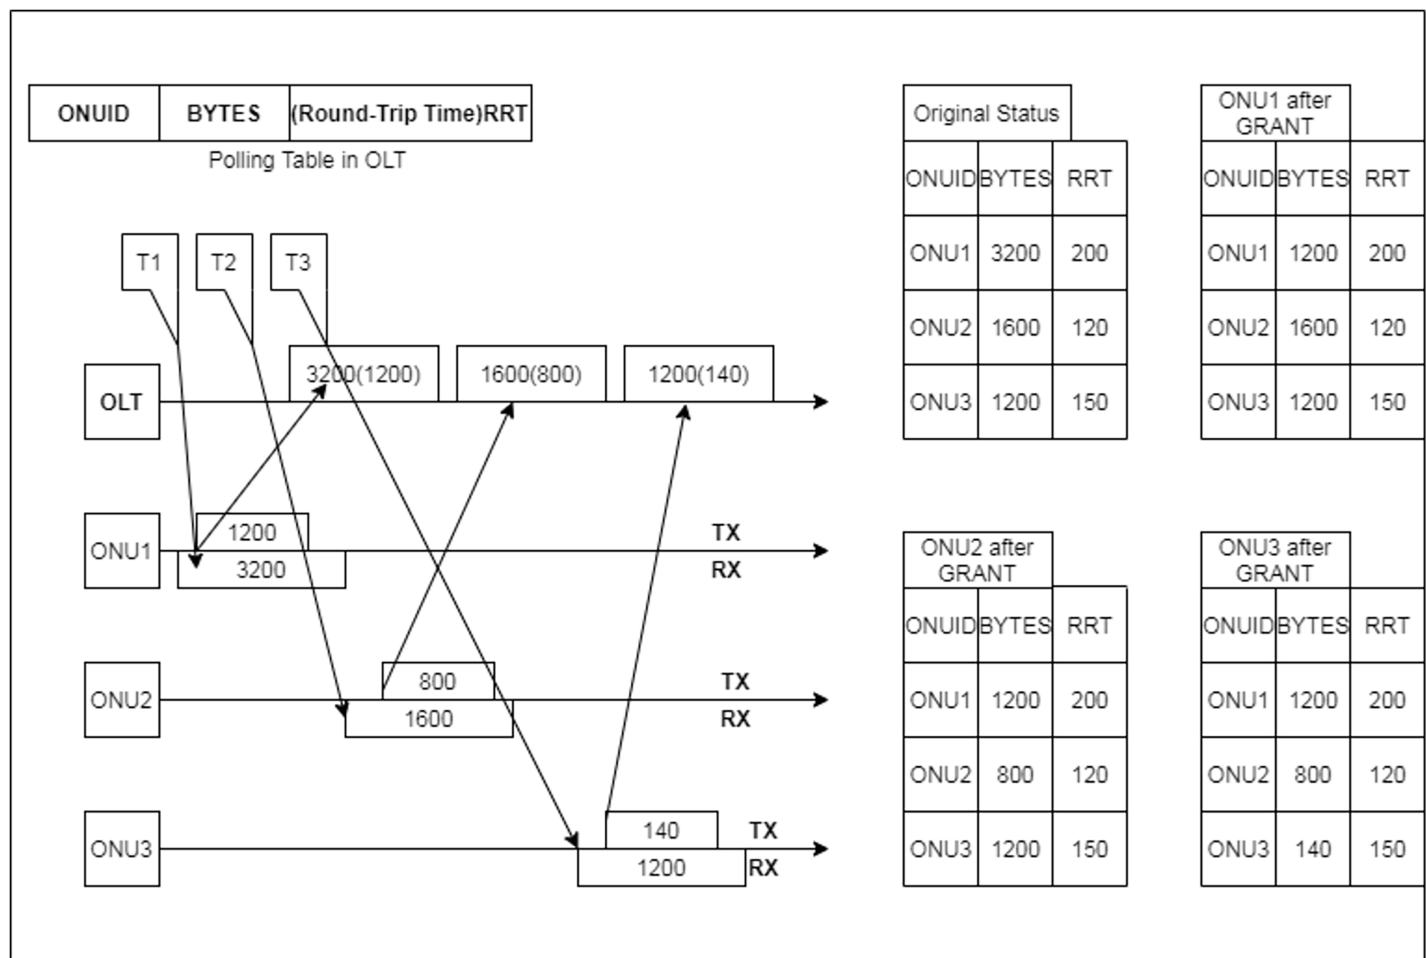 ONUID BYTES (Round-Trip Time)RRT
Polling Table in OLT
T1 T2 T3
OLT 3200(1200) 1600(800) 1200(140)
ONU1 1200 TX
3200 RX
ONU2 800 TX
1600 RX
ONU3 140 TX
1200 RX
Original Status
ONUID BYTES RRT
ONU1 3200 200
ONU2 1600 120
ONU3 1200 150
ONU1 after
GRANT
ONUID BYTES RRT
ONU1 1200 200
ONU2 1600 120
ONU3 1200 150
ONU2 after
GRANT
ONUID BYTES RRT
ONU1 1200 200
ONU2 800 120
ONU3 1200 150
ONU3 after
GRANT
ONUID BYTES RRT
ONU1 1200 200
ONU2 800 120
ONU3 140 150